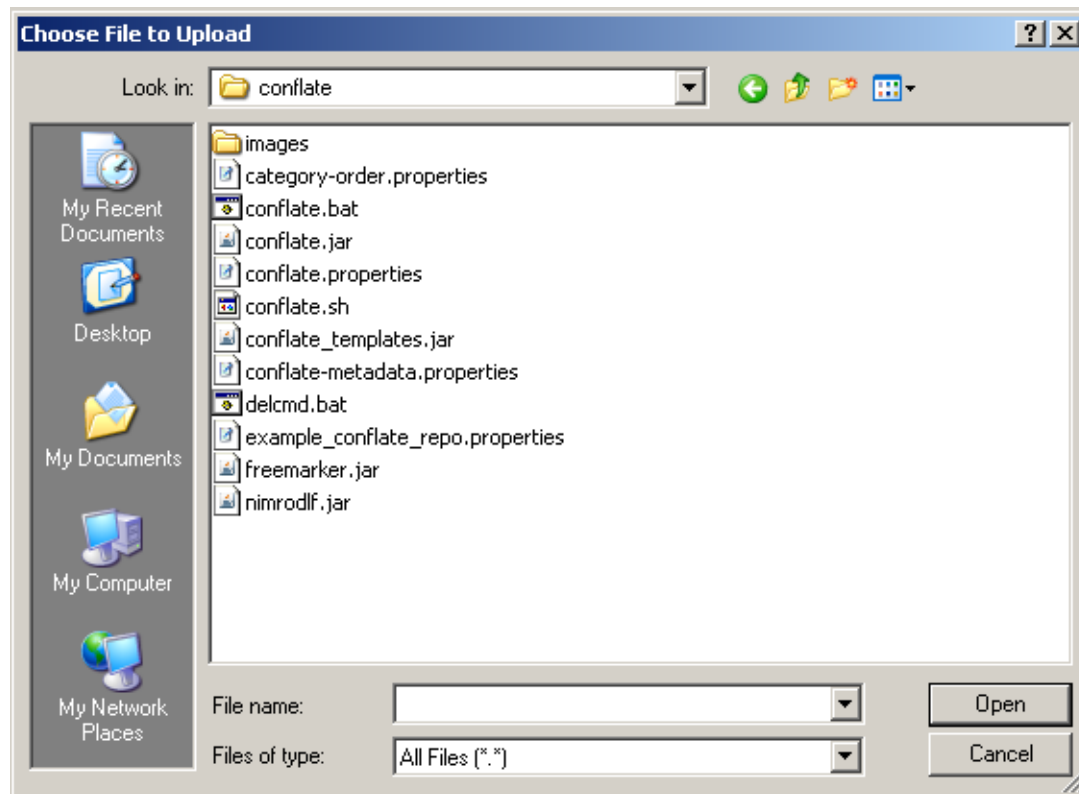 Choose File to Upload
Look in: conflate
My Recent
Documents
Desktop
My Documents
My Computer
My Network
Places
images
category-order.properties
conflate.bat
conflate.jar
conflate.properties
conflate.sh
conflate_templates.jar
conflate-metadata.properties
delcmd.bat
example_conflate_repo.properties
freemarker.jar
nimrodlf.jar
File name:
Open
Files of type: All Files (*.*)
Cancel